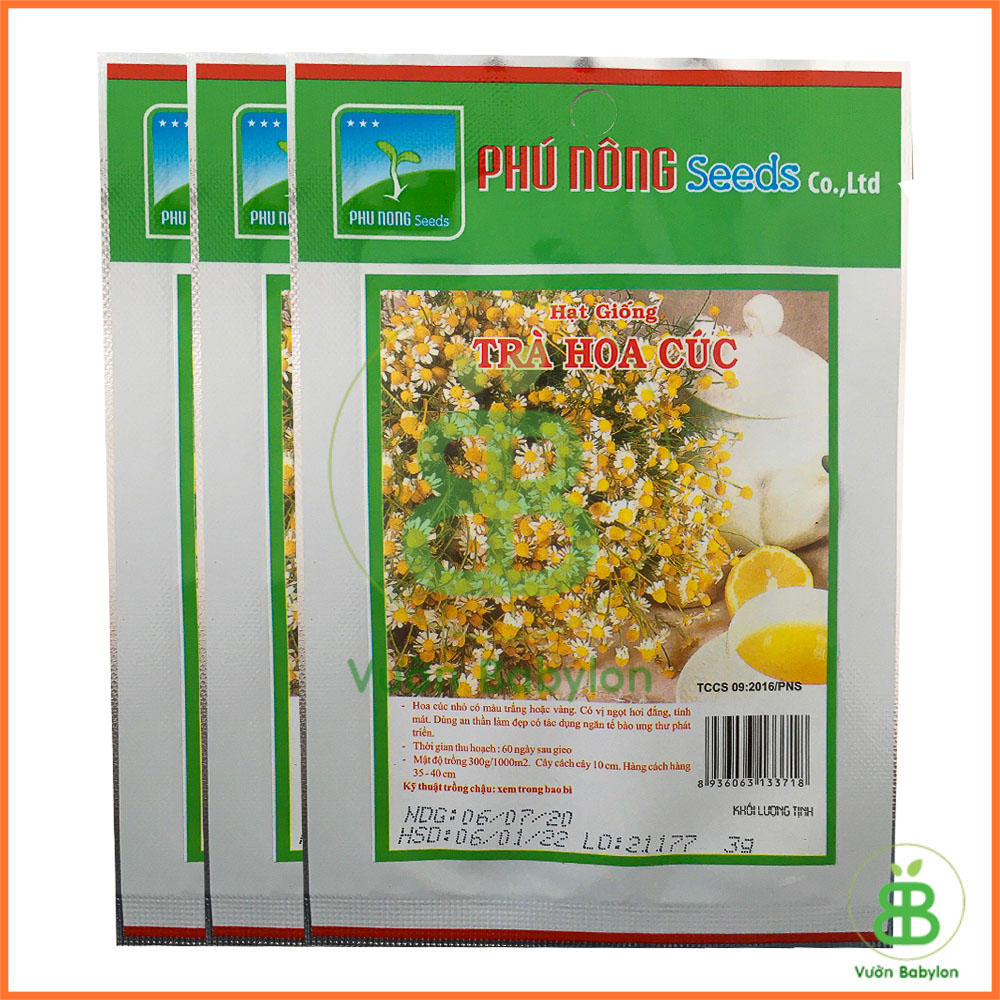 PHÚ NÔNG Seeds Co.,Ltd
★★★
★★★
★★★
PHU NONG Seeds
PHÚ N
PHÚ N
Hạt Giống
TRÀ HOA CÚC
Vườn Babylon
TCCS 09:2016/PNS
- Hoa cúc nhỏ có màu trắng hoặc vàng. Có vị ngọt hơi đắng, tính
mát. Dùng an thần làm đẹp có tác dụng ngăn tế bào ung thư phát
triển.
- Thời gian thu hoạch : 60 ngày sau gieo
- Mật độ trồng 300g/1000m2. Cây cách cây 10 cm. Hàng cách hàng
35 - 40 cm
Kỹ thuật trồng chậu: xem trong bao bì
8 936063 133718
KHỐI LƯỢNG TỊNH
NDG:06/07/20
HSD:06/01/22 LO:21177 3g
Vườn Babylon